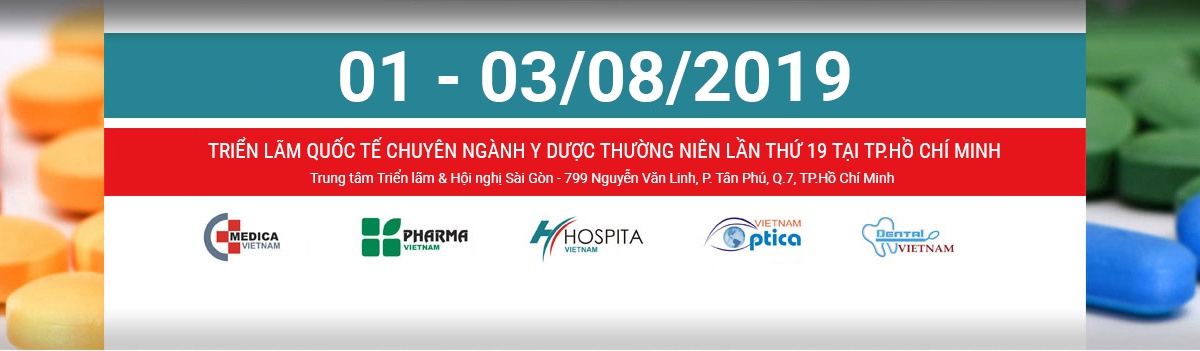 01 - 03/08/2019
TRIỂN LÃM QUỐC TẾ CHUYÊN NGÀNH Y DƯỢC THƯỜNG NIÊN LẦN THỨ 19 TẠI TP.HỒ CHÍ MINH
Trung tâm Triển lãm & Hội nghị Sài Gòn - 799 Nguyễn Văn Linh, P. Tân Phú, Q.7, TP.Hồ Chí Minh
MEDICA
VIETNAM
PHARMA
VIETNAM
HOSPITA
VIETNAM
VIETNAM
Optica
Dental
VIETNAM